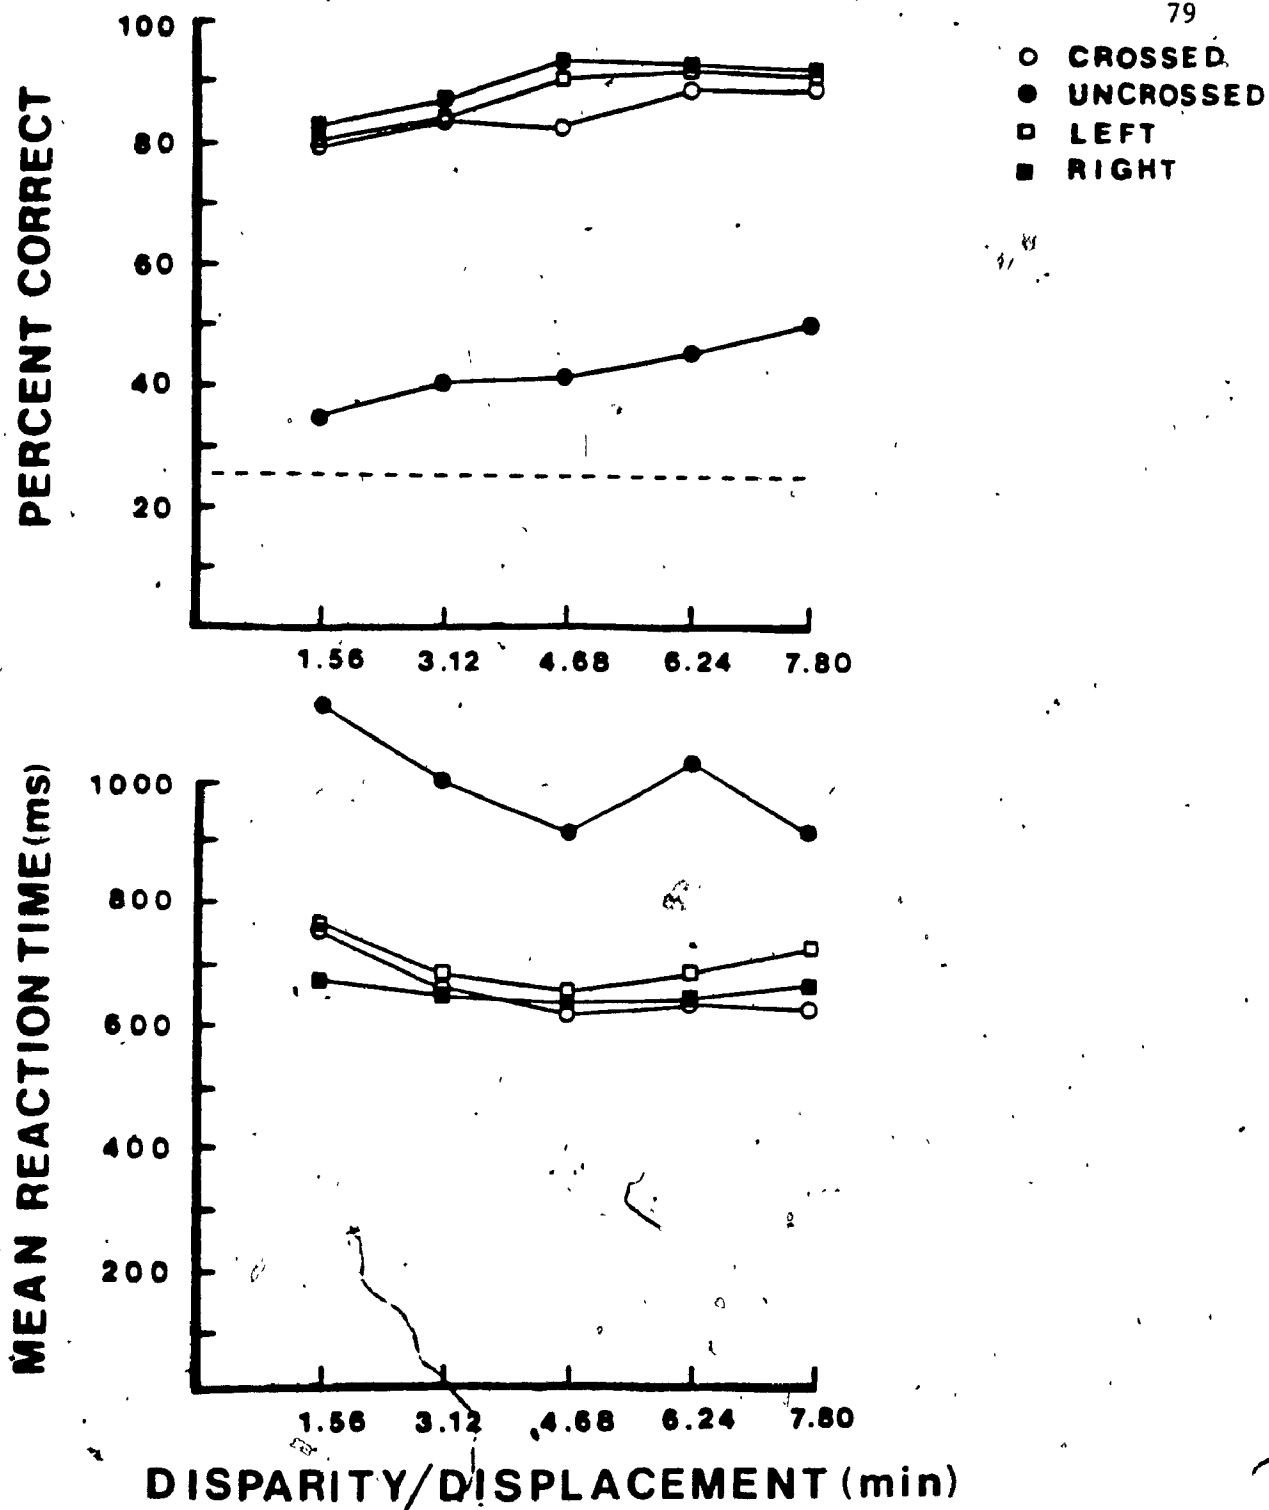 79
CROSSED
UNCROSSED
LEFT
RIGHT
PERCENT CORRECT
100
80
60
40
20
1.56 3.12 4.68 6.24 7.80
MEAN REACTION TIME (ms)
1000
800
600
400
200
1.56 3.12 4.68 6.24 7.80
DISPARITY/DISPLACEMENT (min)